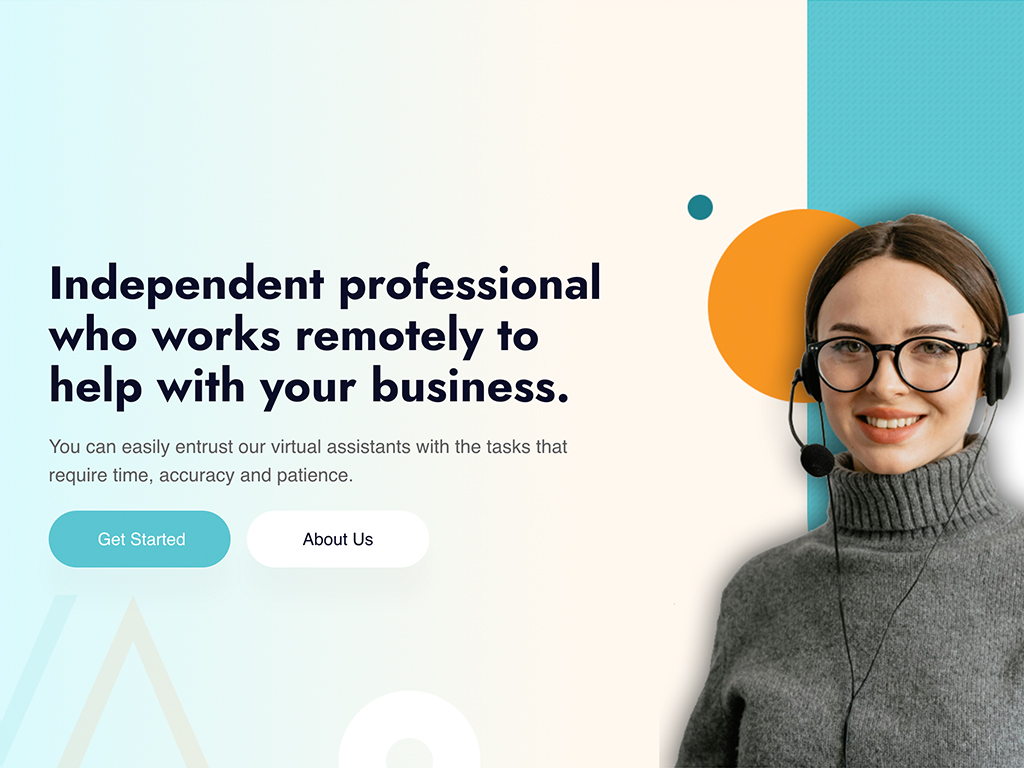 Independent professional
who works remotely to
help with your business.
You can easily entrust our virtual assistants with the tasks that
require time, accuracy and patience.
Get Started
About Us